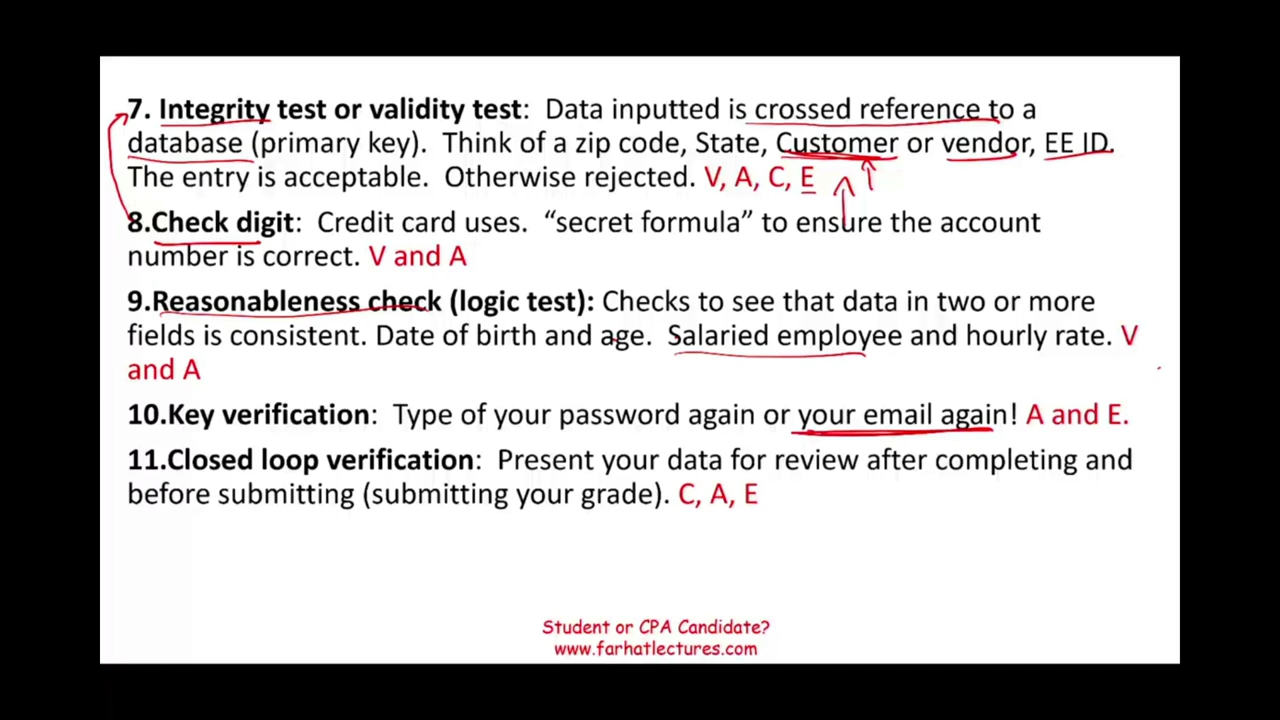 7. Integrity test or validity test: Data inputted is crossed reference to a
database (primary key). Think of a zip code, State, Customer or vendor, EE ID.
The entry is acceptable. Otherwise rejected. V, A, C, E
8.Check digit: Credit card uses. “secret formula” to ensure the account
number is correct. V and A
9.Reasonableness check (logic test): Checks to see that data in two or more
fields is consistent. Date of birth and age. Salaried employee and hourly rate. V
and A
10.Key verification: Type of your password again or your email again! A and E.
11.Closed loop verification: Present your data for review after completing and
before submitting (submitting your grade). C, A, E
Student or CPA Candidate?
www.farhatlectures.com